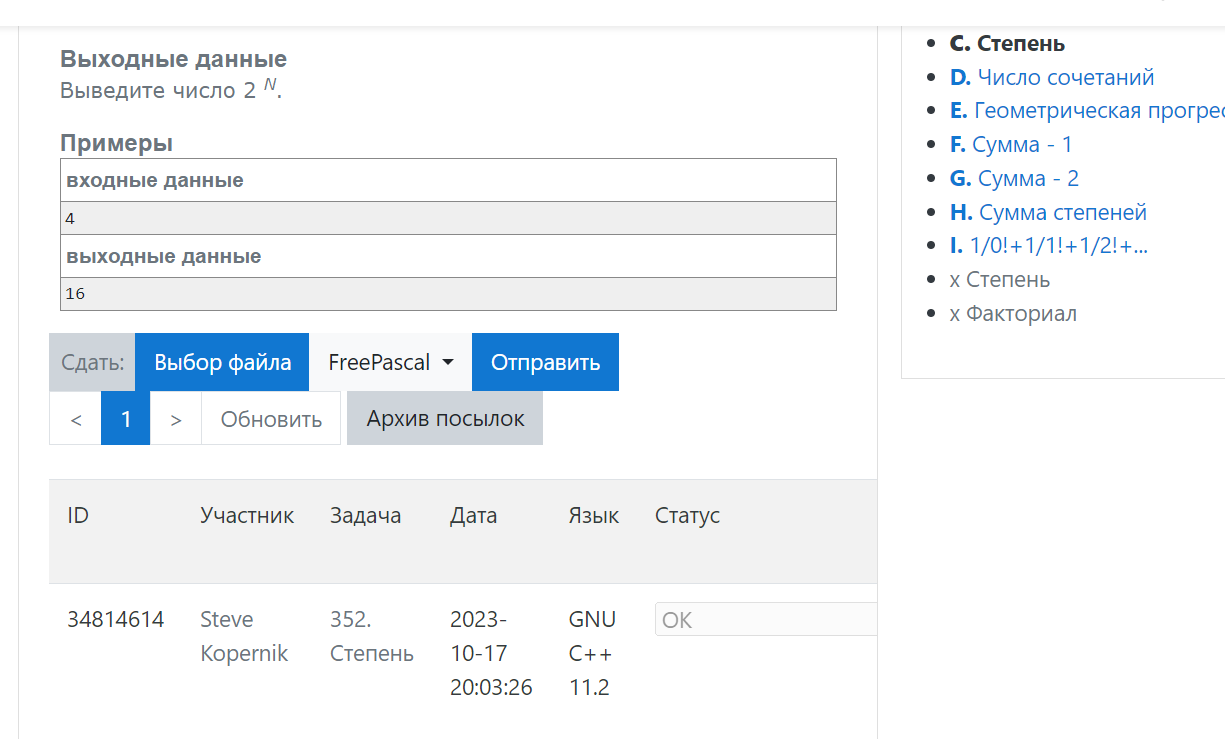 Выходные данные
Выведите число 2 N.
Примеры
входные данные
4
выходные данные
16
Сдать: Выбор файла FreePascal Отправить
< 1 > Обновить Архив посылок
ID Участник Задача Дата Язык Статус
34814614 Steve 352. 2023- GNU OK
Kopernik Степень 10-17 C++
20:03:26 11.2
C. Степень
D. Число сочетаний
E. Геометрическая прогрес
F. Сумма - 1
G. Сумма - 2
H. Сумма степеней
I. 1/0!+1/1!+1/2!+...
x Степень
x Факториал